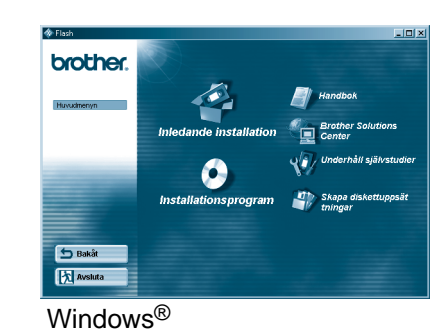 Flash
brother.
Huvudmenyn
Inledande installation
Installationsprogram
Handbok
Brother Solutions
Center
Underhåll självstudier
Skapa diskettuppsät
tningar
Bakåt
Avsluta
Windows®